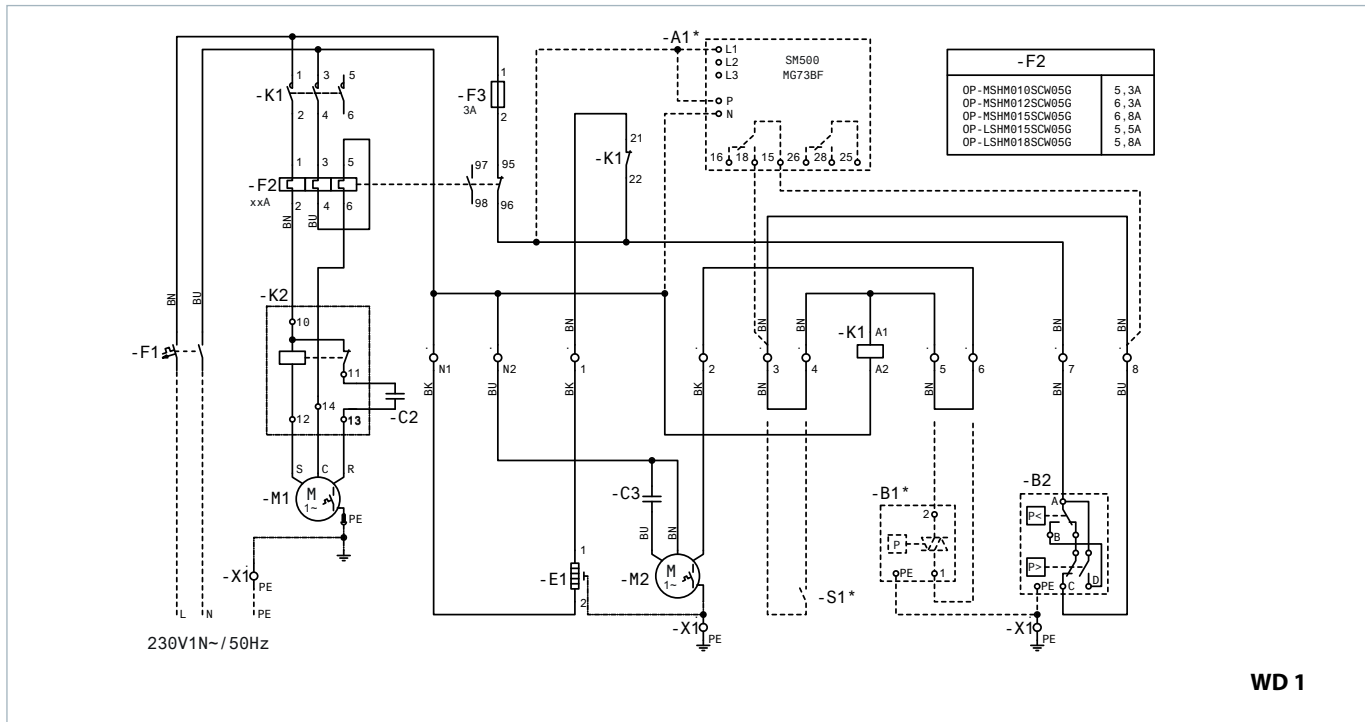 -A1*
L1
L2
L3
P
N
SM500
MG73BF
16 18 15 26 28 25
-F2
OP-MSHM010SCW05G 5,3A
OP-MSHM012SCW05G 6,3A
OP-MSHM015SCW05G 6,8A
OP-LSHM015SCW05G 5,5A
OP-LSHM018SCW05G 5,8A
1 3 5
-K1
2 4 6
1
-F3
3A
2
21
-K1
22
1 3 5
-F2
xxA
2 4 6
97 95
98 96
BN BU
BN BU
-K2
10
11
12 14 13
-C2
-F1
S C R
-M1
M
1~
PE
-X1
PE
PE
L N
230V1N~/50Hz
BN BN BN BN BN BN
N1 N2 1 2 3 4 5 6 7 8
BK BU BK BK BN BN BN BU
-K1
A1
A2
-C3
BU BN
-M2
M
1~
1
-E1
2
-X1
PE
-S1*
-B1*
2
P
PE
1
-B2
A
P<
B
P>
PE
C
D
-X1
PE
WD 1